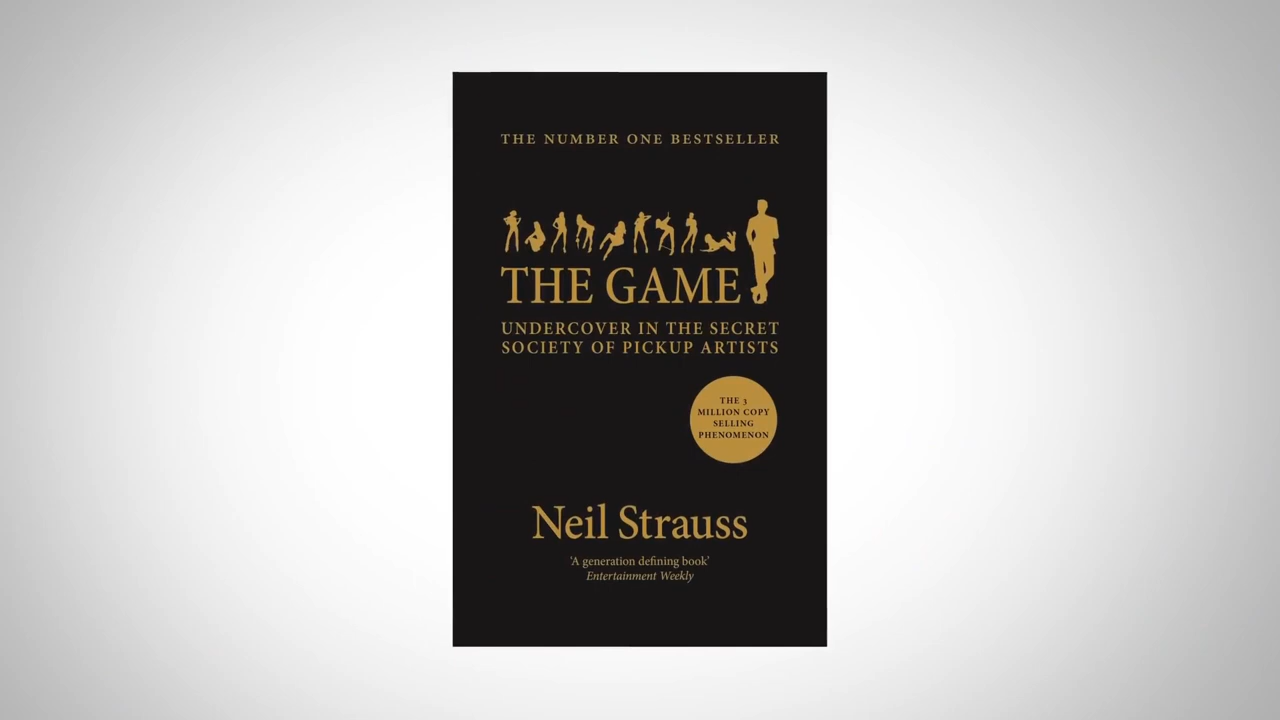 THE NUMBER ONE BESTSELLER
THE GAME
UNDERCOVER IN THE SECRET
SOCIETY OF PICKUP ARTISTS
THE 3
MILLION COPY
SELLING
PHENOMENON
Neil Strauss
'A generation defining book'
Entertainment Weekly